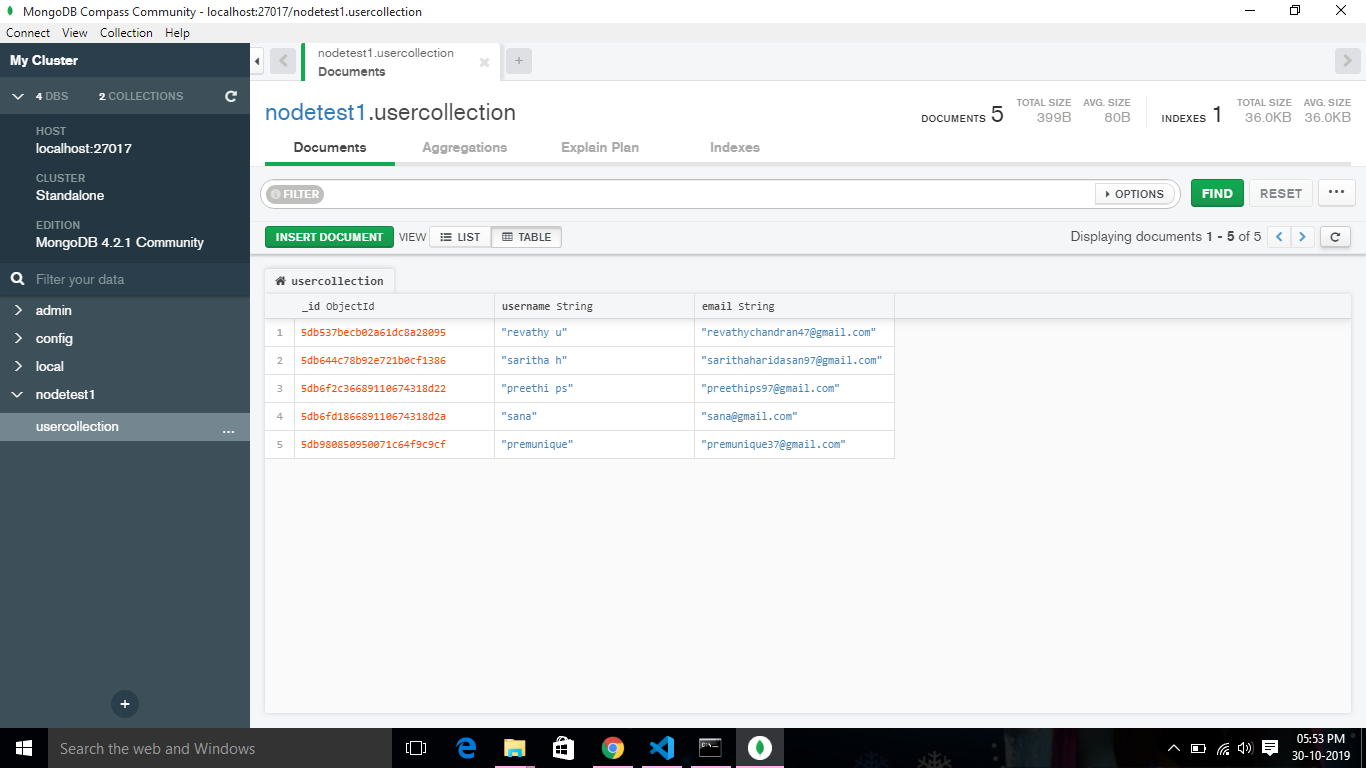 MongoDB Compass Community - localhost:27017/nodetest1.usercollection
Connect View Collection Help
My Cluster
4 DBS 2 COLLECTIONS
HOST
localhost:27017
CLUSTER
Standalone
EDITION
MongoDB 4.2.1 Community
Filter your data
admin
config
local
nodetest1
usercollection ...
+
nodetest1.usercollection
Documents
+
nodetest1.usercollection
DOCUMENTS 5 TOTAL SIZE 399B AVG. SIZE 80B INDEXES 1 TOTAL SIZE 36.0KB AVG. SIZE 36.0KB
Documents Aggregations Explain Plan Indexes
FILTER OPTIONS FIND RESET ...
INSERT DOCUMENT VIEW LIST TABLE Displaying documents 1 - 5 of 5
usercollection
_id ObjectId username String email String
1 5db537becb02a61dc8a28095 "revathy u" "revathychandran47@gmail.com"
2 5db644c78b92e721b0cf1386 "saritha h" "sarithaharidasan97@gmail.com"
3 5db6f2c36689110674318d22 "preethi ps" "preethips97@gmail.com"
4 5db6fd186689110674318d2a "sana" "sana@gmail.com"
5 5db980850950071c64f9c9cf "premunique" "premunique37@gmail.com"
Search the web and Windows
05:53 PM
30-10-2019